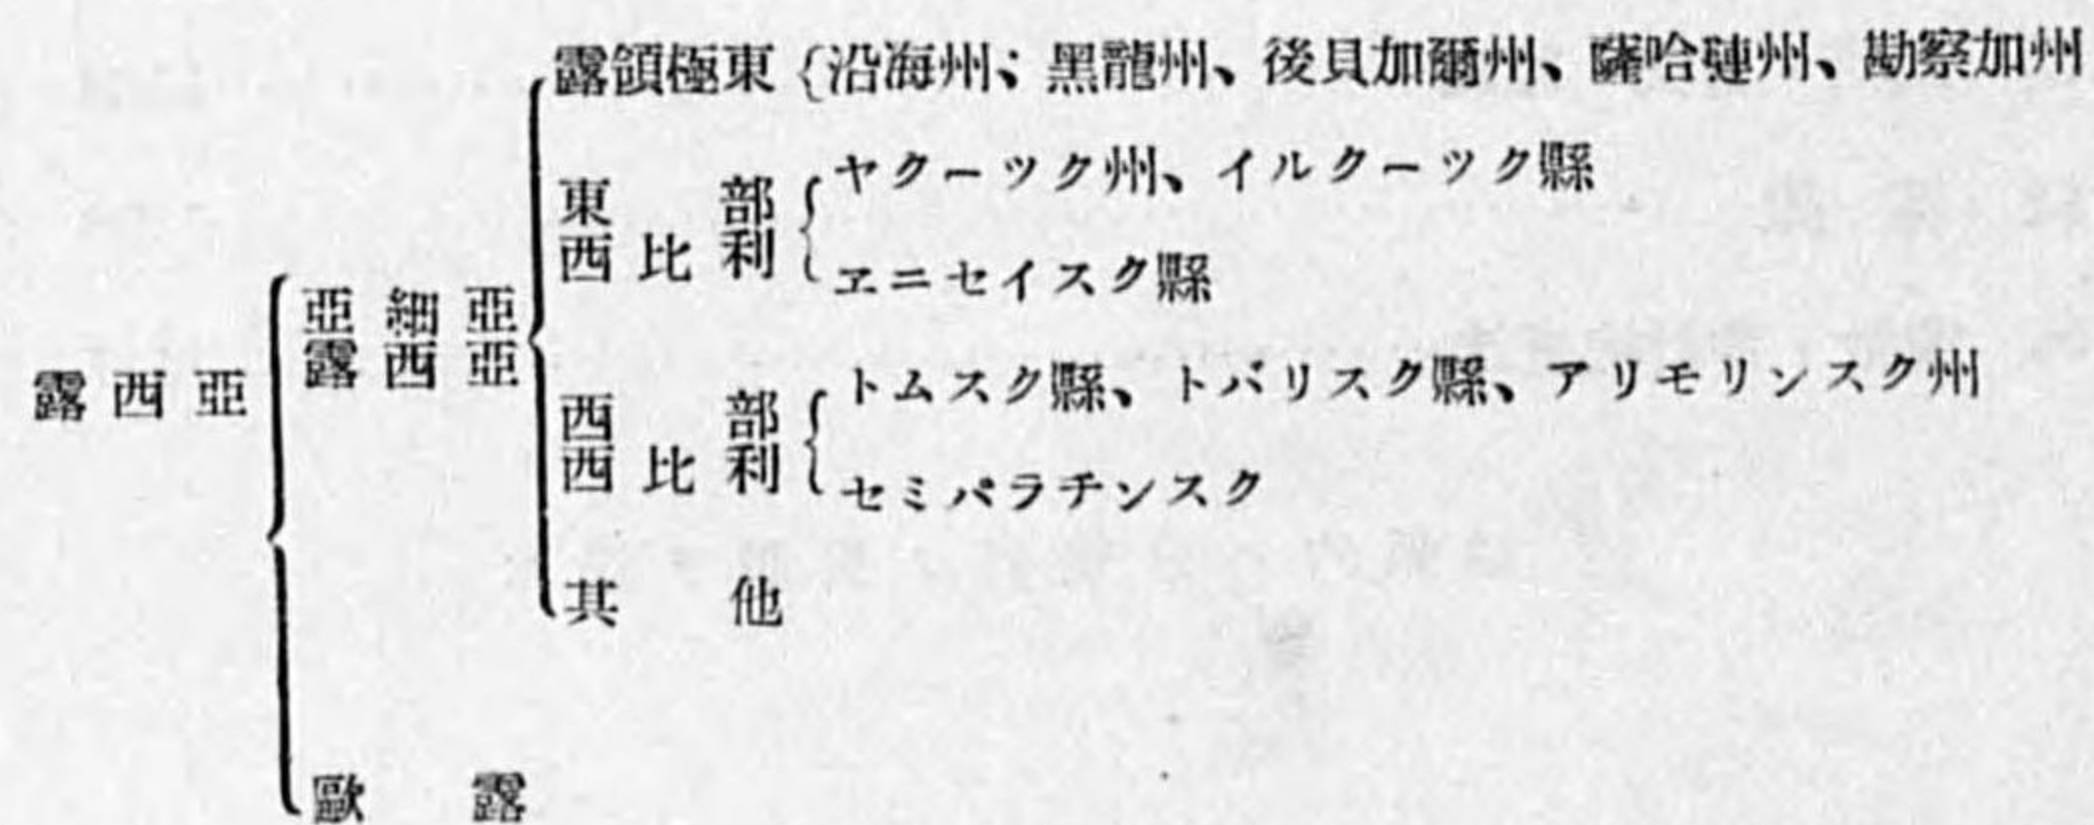 露西亞
亞細亞
露西亞
露領極東｛沿海州、黑龍州、後貝加爾州、薩哈嗹州、勘察加州
東部
西比利
ヤクーツク州、イルクーツク縣
ヱニセイスク縣
西部
西比利
トムスク縣、トバリスク縣、アリモリンスク州
セミパラチンスク
其他
歐露